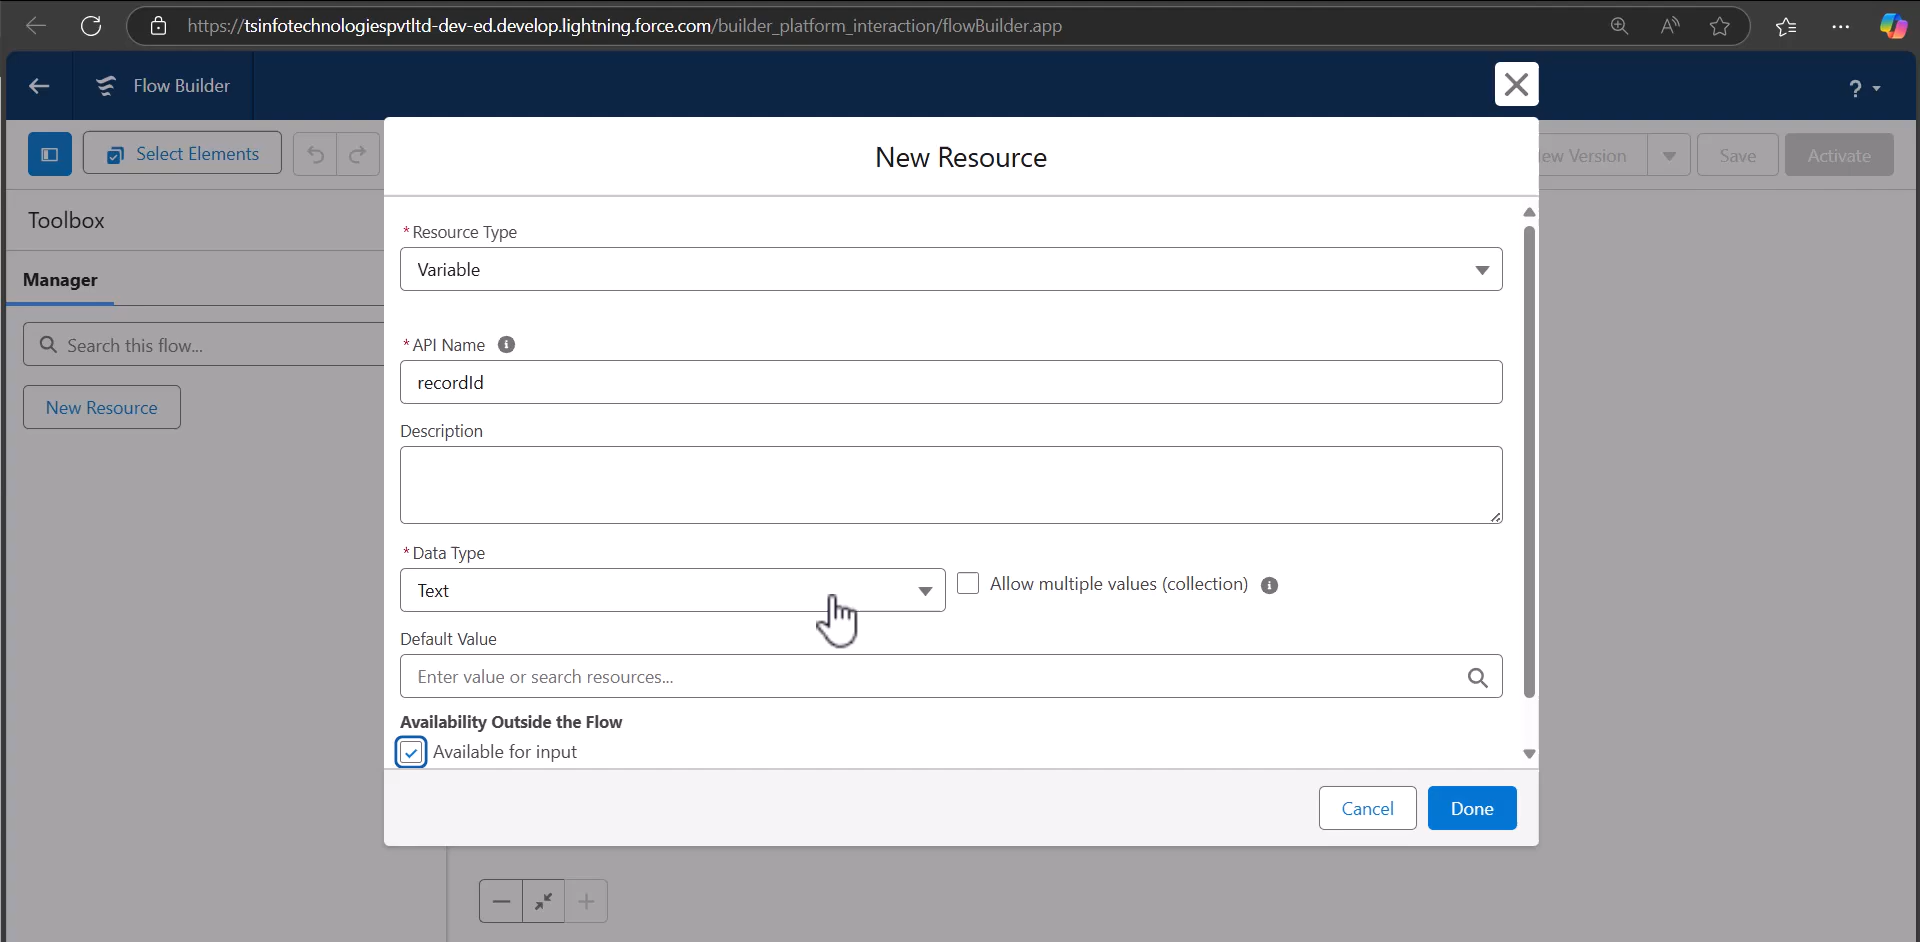 https://tsinfotechnologiespvtltd-dev-ed.develop.lightning.force.com/builder_platform_interaction/flowBuilder.app
Flow Builder
?
Select Elements
New Resource
ew Version
Save
Activate
Toolbox
Manager
Search this flow...
New Resource
* Resource Type
Variable
* API Name
recordId
Description
* Data Type
Text
Allow multiple values (collection)
Default Value
Enter value or search resources...
Availability Outside the Flow
Available for input
Cancel
Done